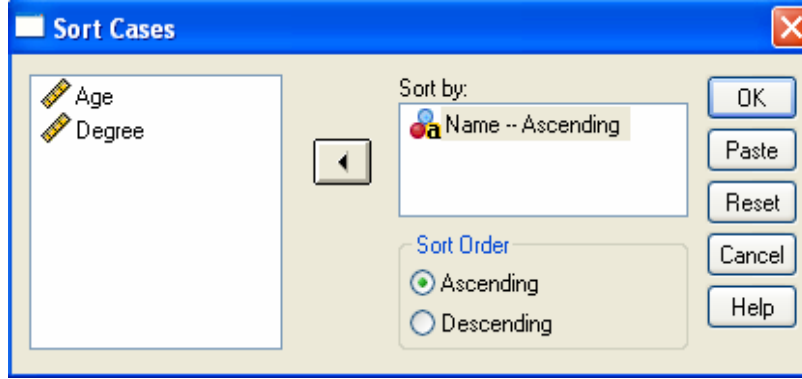 Sort Cases
Age
Degree
Sort by:
a Name -- Ascending
Sort Order
Ascending
Descending
OK
Paste
Reset
Cancel
Help